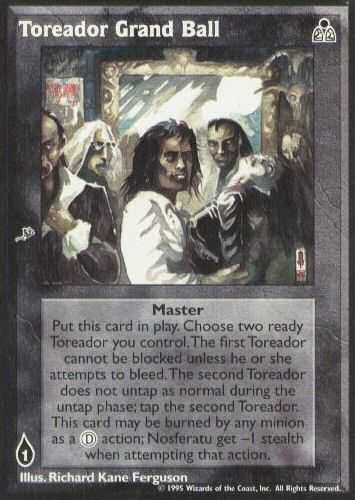 Toreador Grand Ball
Master
Put this card in play. Choose two ready
Toreador you control. The first Toreador
cannot be blocked unless he or she
attempts to bleed. The second Toreador
does not untap as normal during the
untap phase; tap the second Toreador.
This card may be burned by any minion
as a Ⓓ action; Nosferatu get –1 stealth
when attempting that action.
1
Illus. Richard Kane Ferguson
© 1995 Wizards of the Coast, Inc. All Rights Reserved.